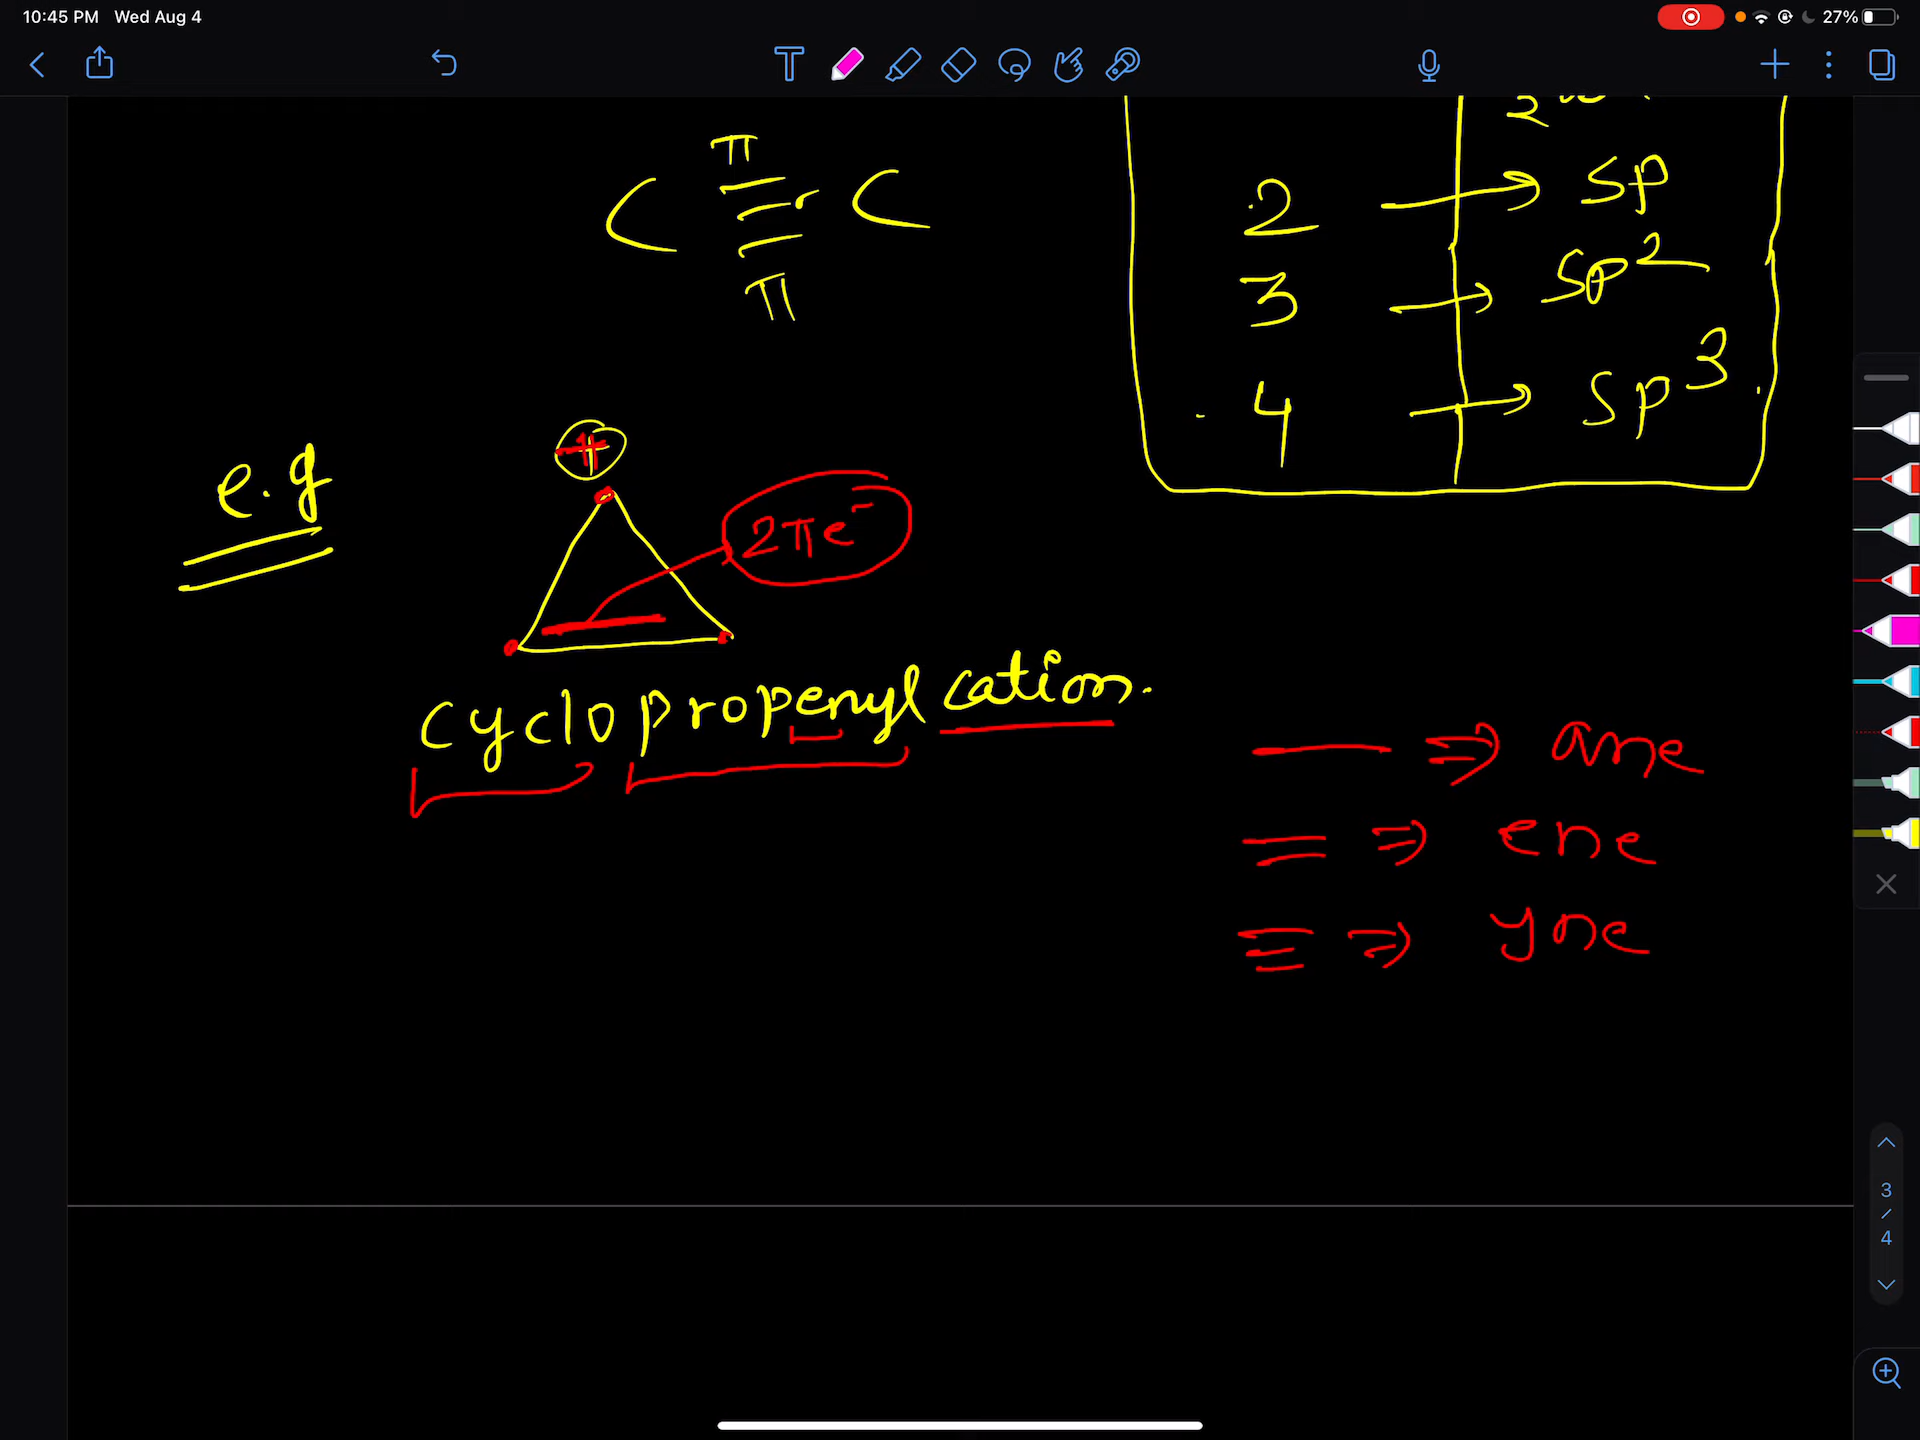 10:45 PM Wed Aug 4
27%
π
C ≡ C
π
2 → sp
3 → sp²
4 → sp³
e.g
+
2πe⁻
cyclopropenyl cation.
— ⇒ ane
= ⇒ ene
≡ ⇒ yne
3
/
4